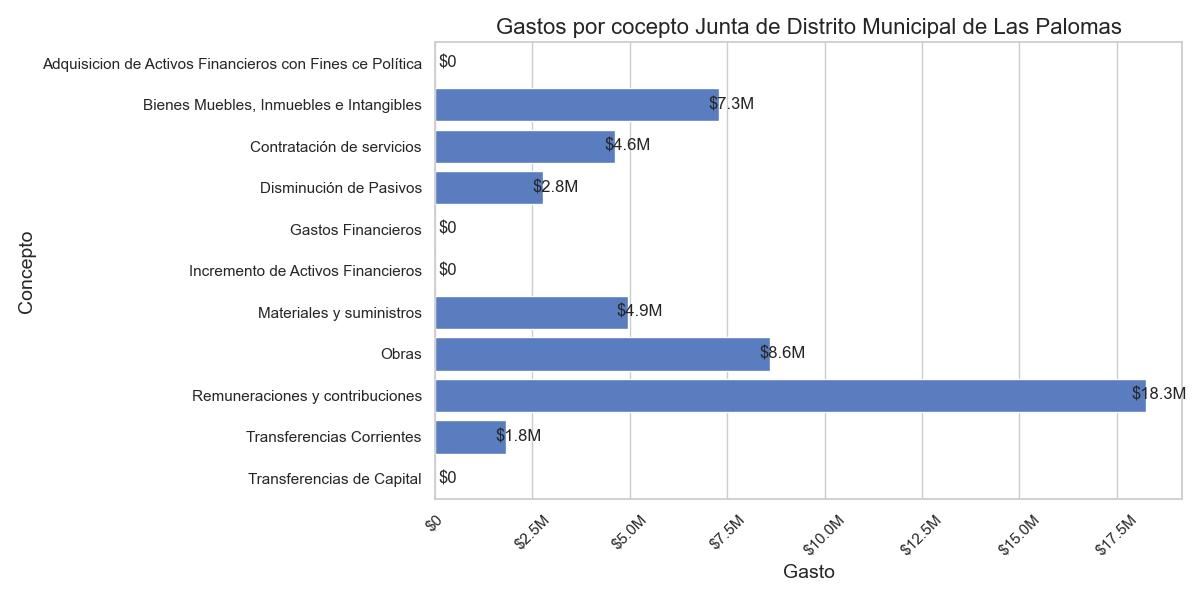 Gastos por cocepto Junta de Distrito Municipal de Las Palomas
Concepto
Adquisicion de Activos Financieros con Fines ce Política $0
Bienes Muebles, Inmuebles e Intangibles $7.3M
Contratación de servicios $4.6M
Disminución de Pasivos $2.8M
Gastos Financieros $0
Incremento de Activos Financieros $0
Materiales y suministros $4.9M
Obras $8.6M
Remuneraciones y contribuciones $18.3M
Transferencias Corrientes $1.8M
Transferencias de Capital $0
$0 $2.5M $5.0M $7.5M $10.0M $12.5M $15.0M $17.5M
Gasto